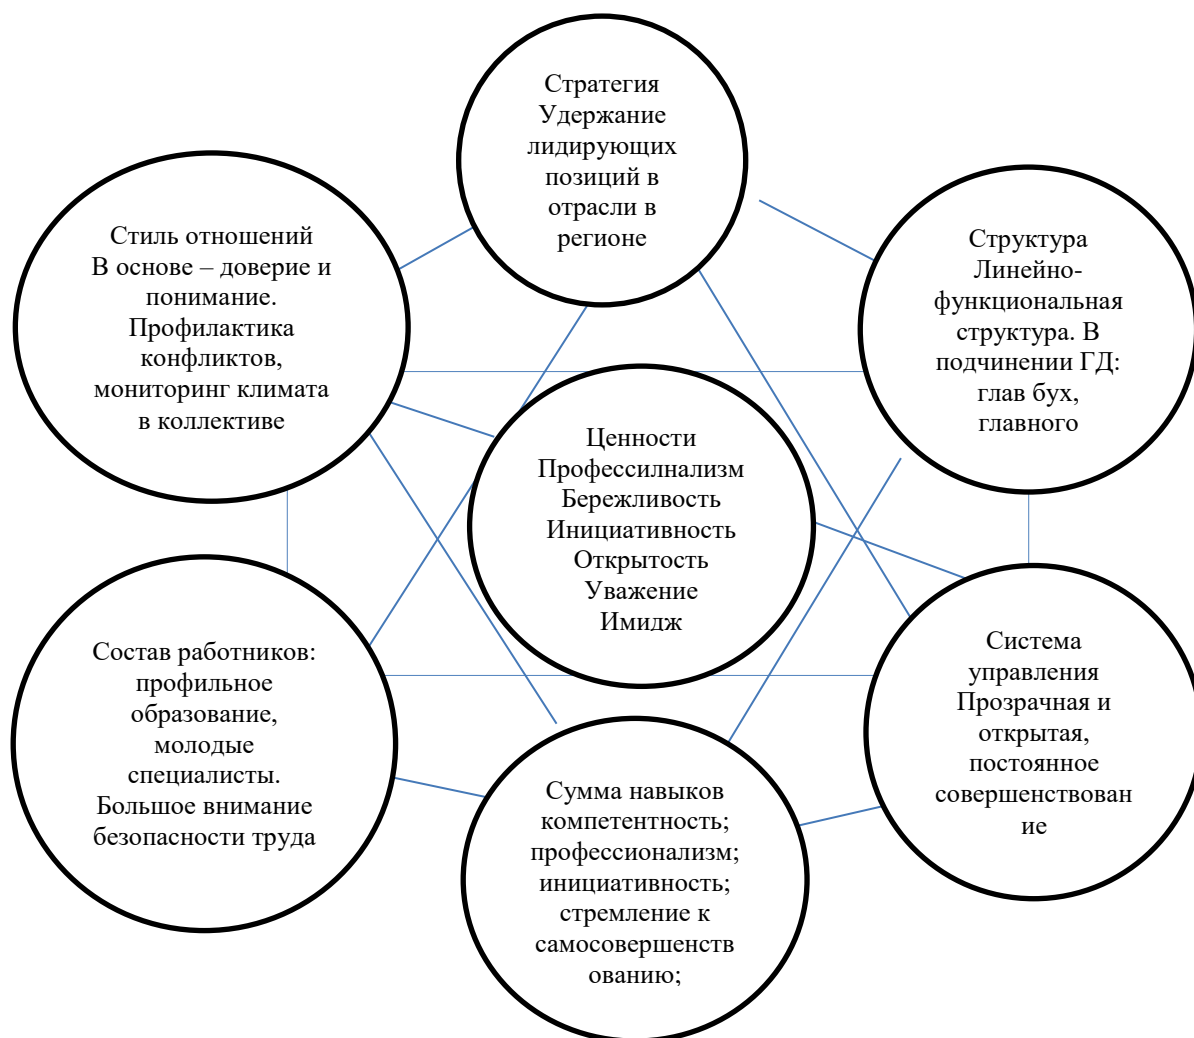 Стратегия
Удержание
лидирующих
позиций в
отрасли в
регионе
Стиль отношений
В основе – доверие и
понимание.
Профилактика
конфликтов,
мониторинг климата
в коллективе
Структура
Линейно-
функциональная
структура. В
подчинении ГД:
глав бух,
главного
Ценности
Профессилнализм
Бережливость
Инициативность
Открытость
Уважение
Имидж
Состав работников:
профильное
образование,
молодые
специалисты.
Большое внимание
безопасности труда
Система
управления
Прозрачная и
открытая,
постоянное
совершенствован
ие
Сумма навыков
компетентность;
профессионализм;
инициативность;
стремление к
самосовершенств
ованию;